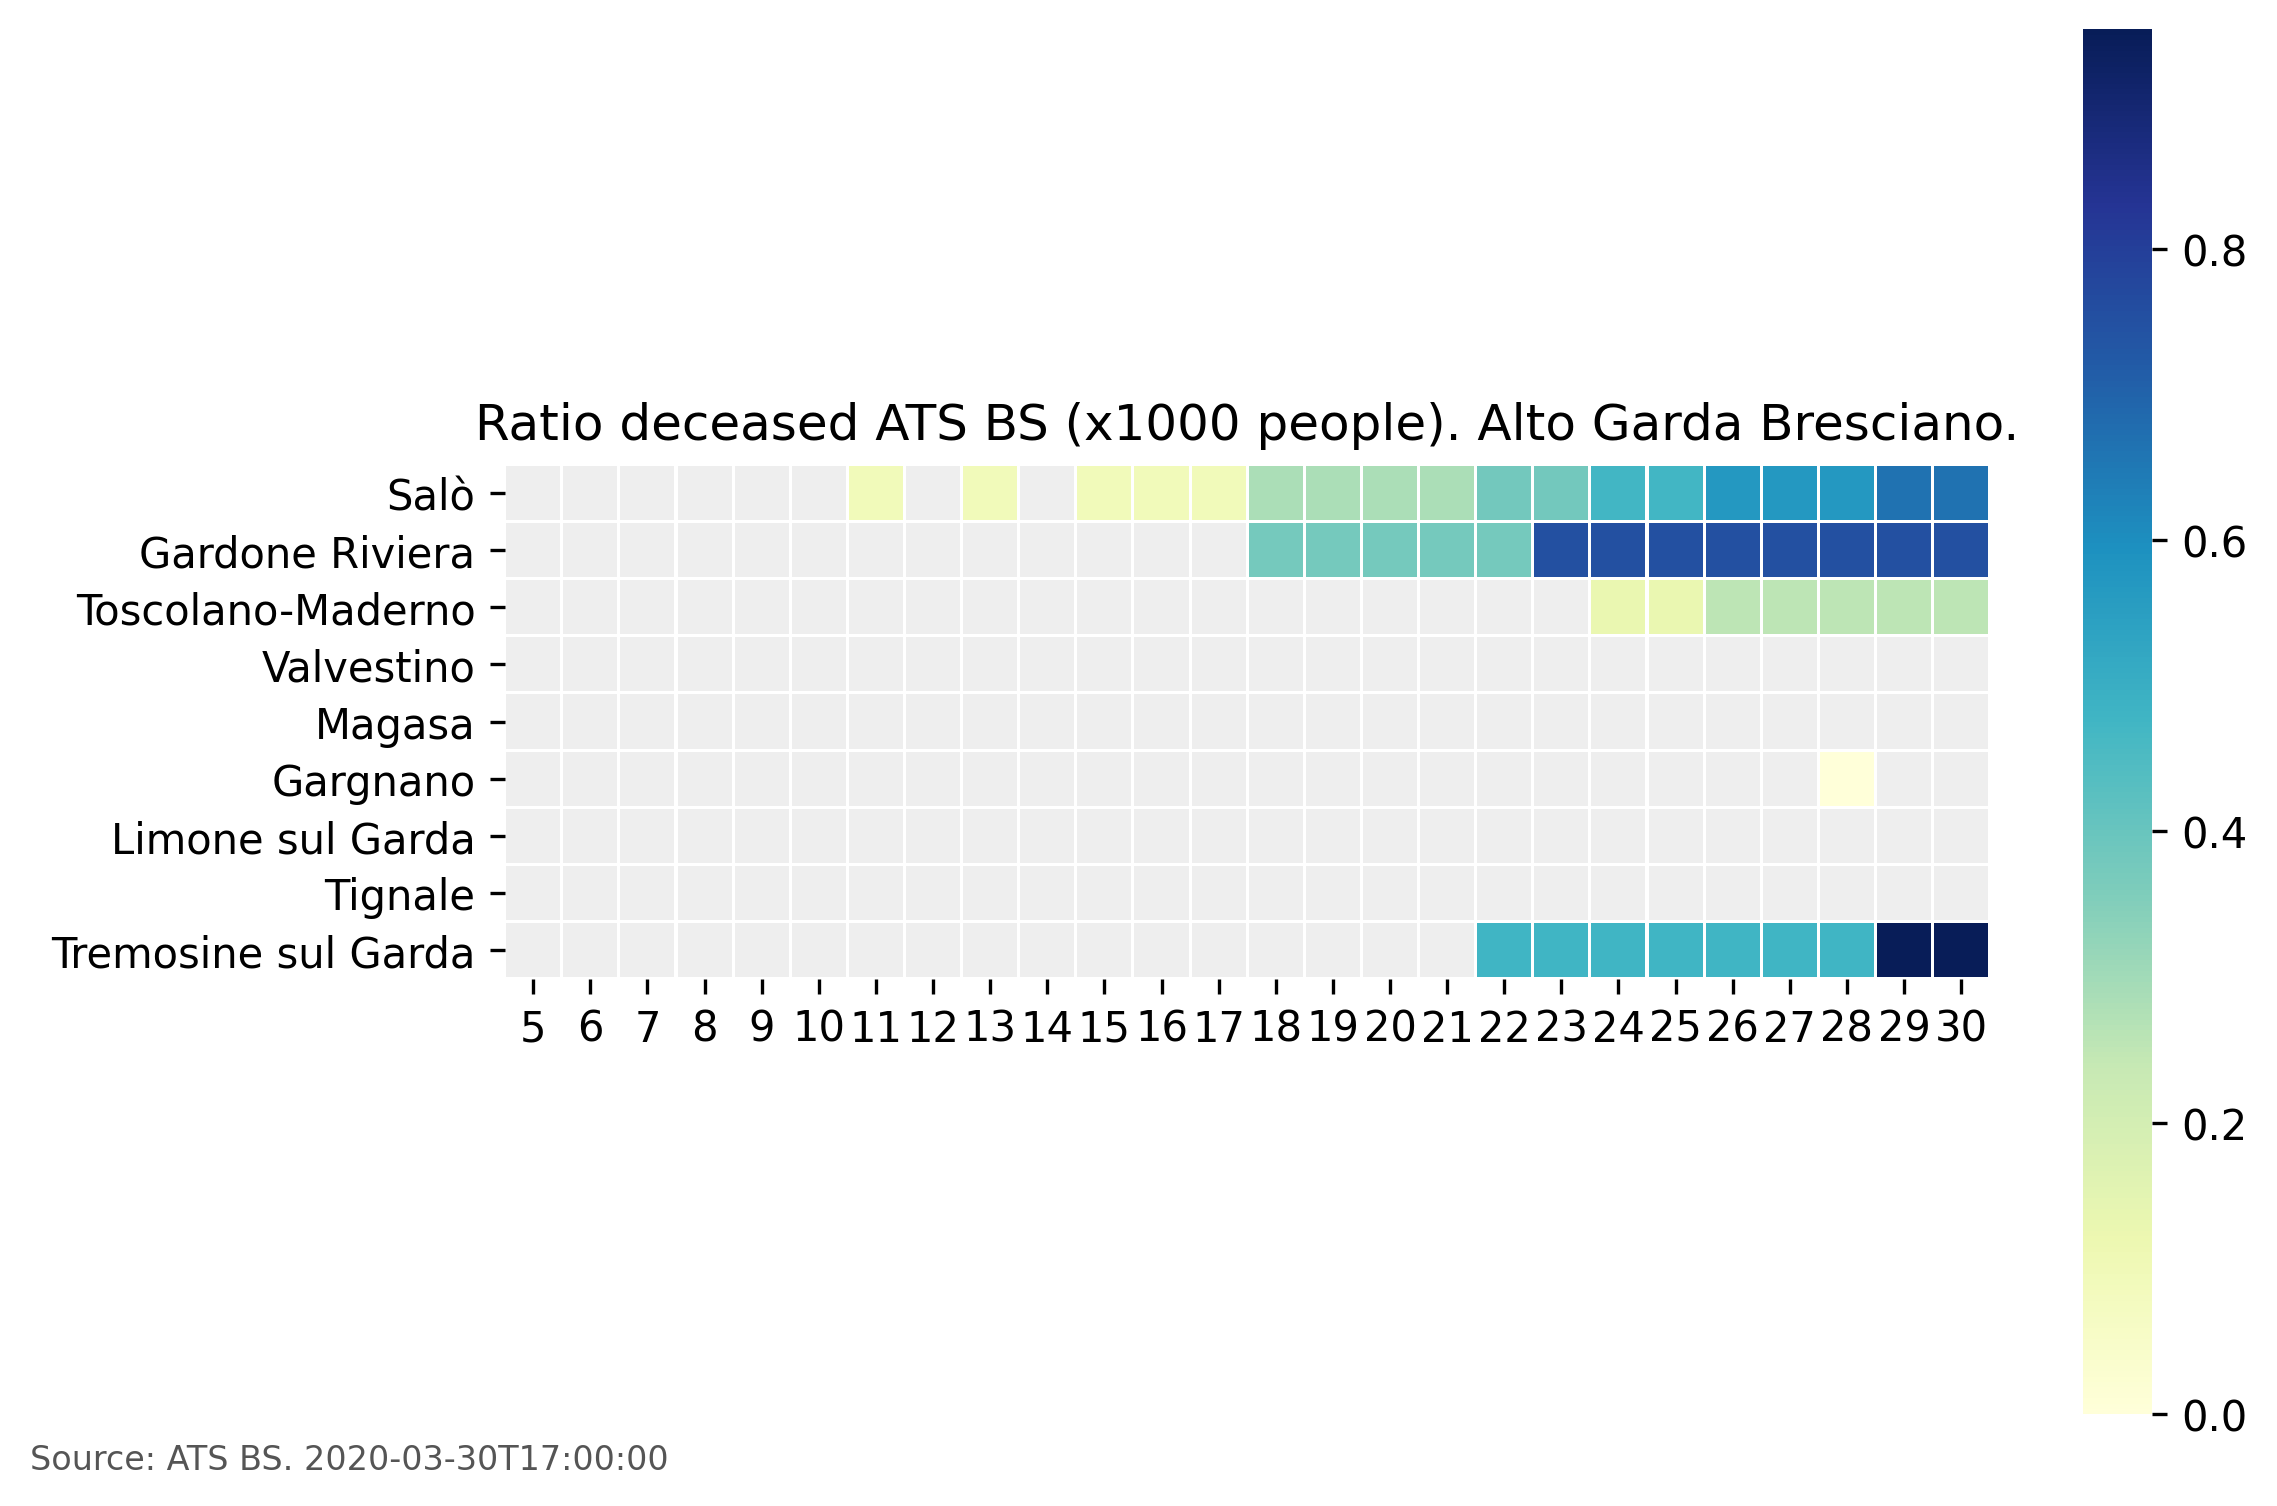 Ratio deceased ATS BS (x1000 people). Alto Garda Bresciano.
Salò
Gardone Riviera
Toscolano-Maderno
Valvestino
Magasa
Gargnano
Limone sul Garda
Tignale
Tremosine sul Garda
5 6 7 8 9 10 11 12 13 14 15 16 17 18 19 20 21 22 23 24 25 26 27 28 29 30
0.8
0.6
0.4
0.2
0.0
Source: ATS BS. 2020-03-30T17:00:00